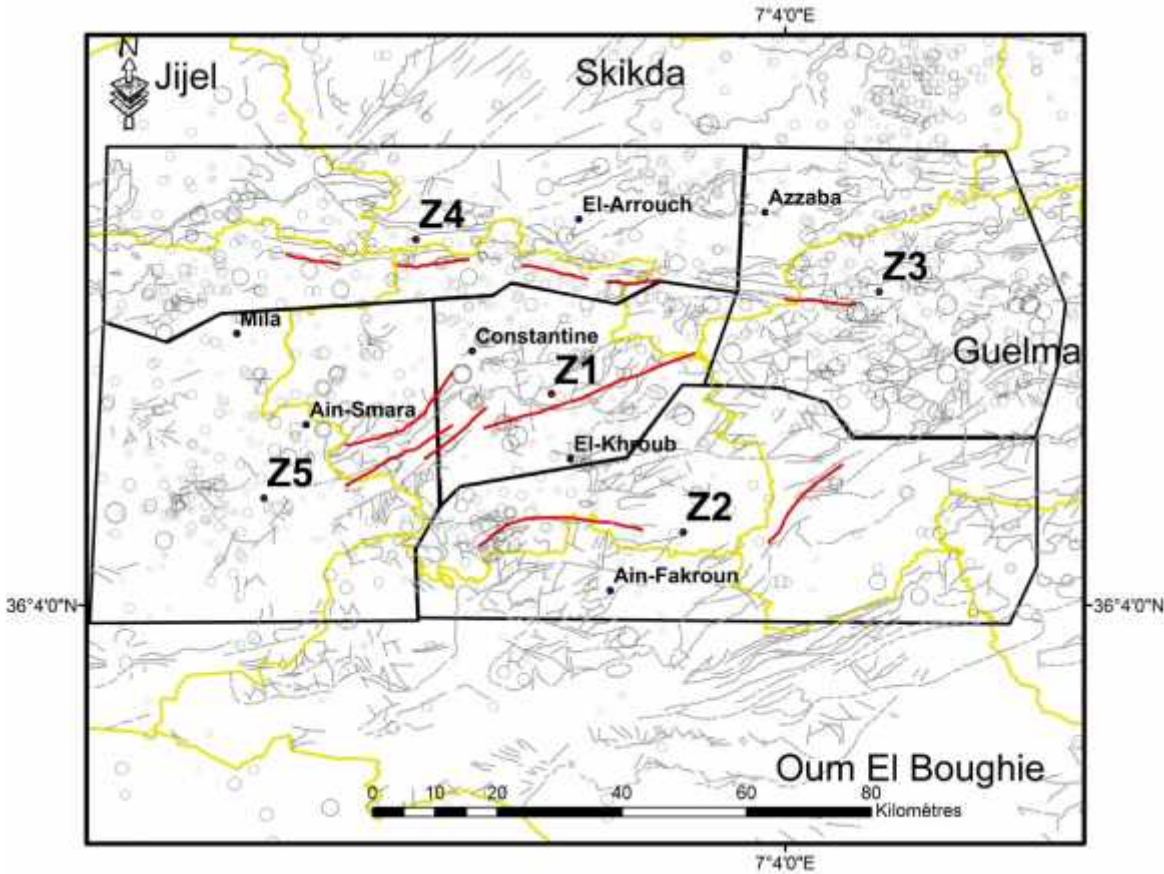 7°4'0"E
N
Jijel
Skikda
El-Arrouch
Azzaba
Z4
Z3
Mila
Constantine
Guelma
Z1
Ain-Smara
El-Khroub
Z5
Z2
Ain-Fakroun
36°4'0"N
36°4'0"N
Oum El Boughie
0 10 20 40 60 80
Kilométres
7°4'0"E